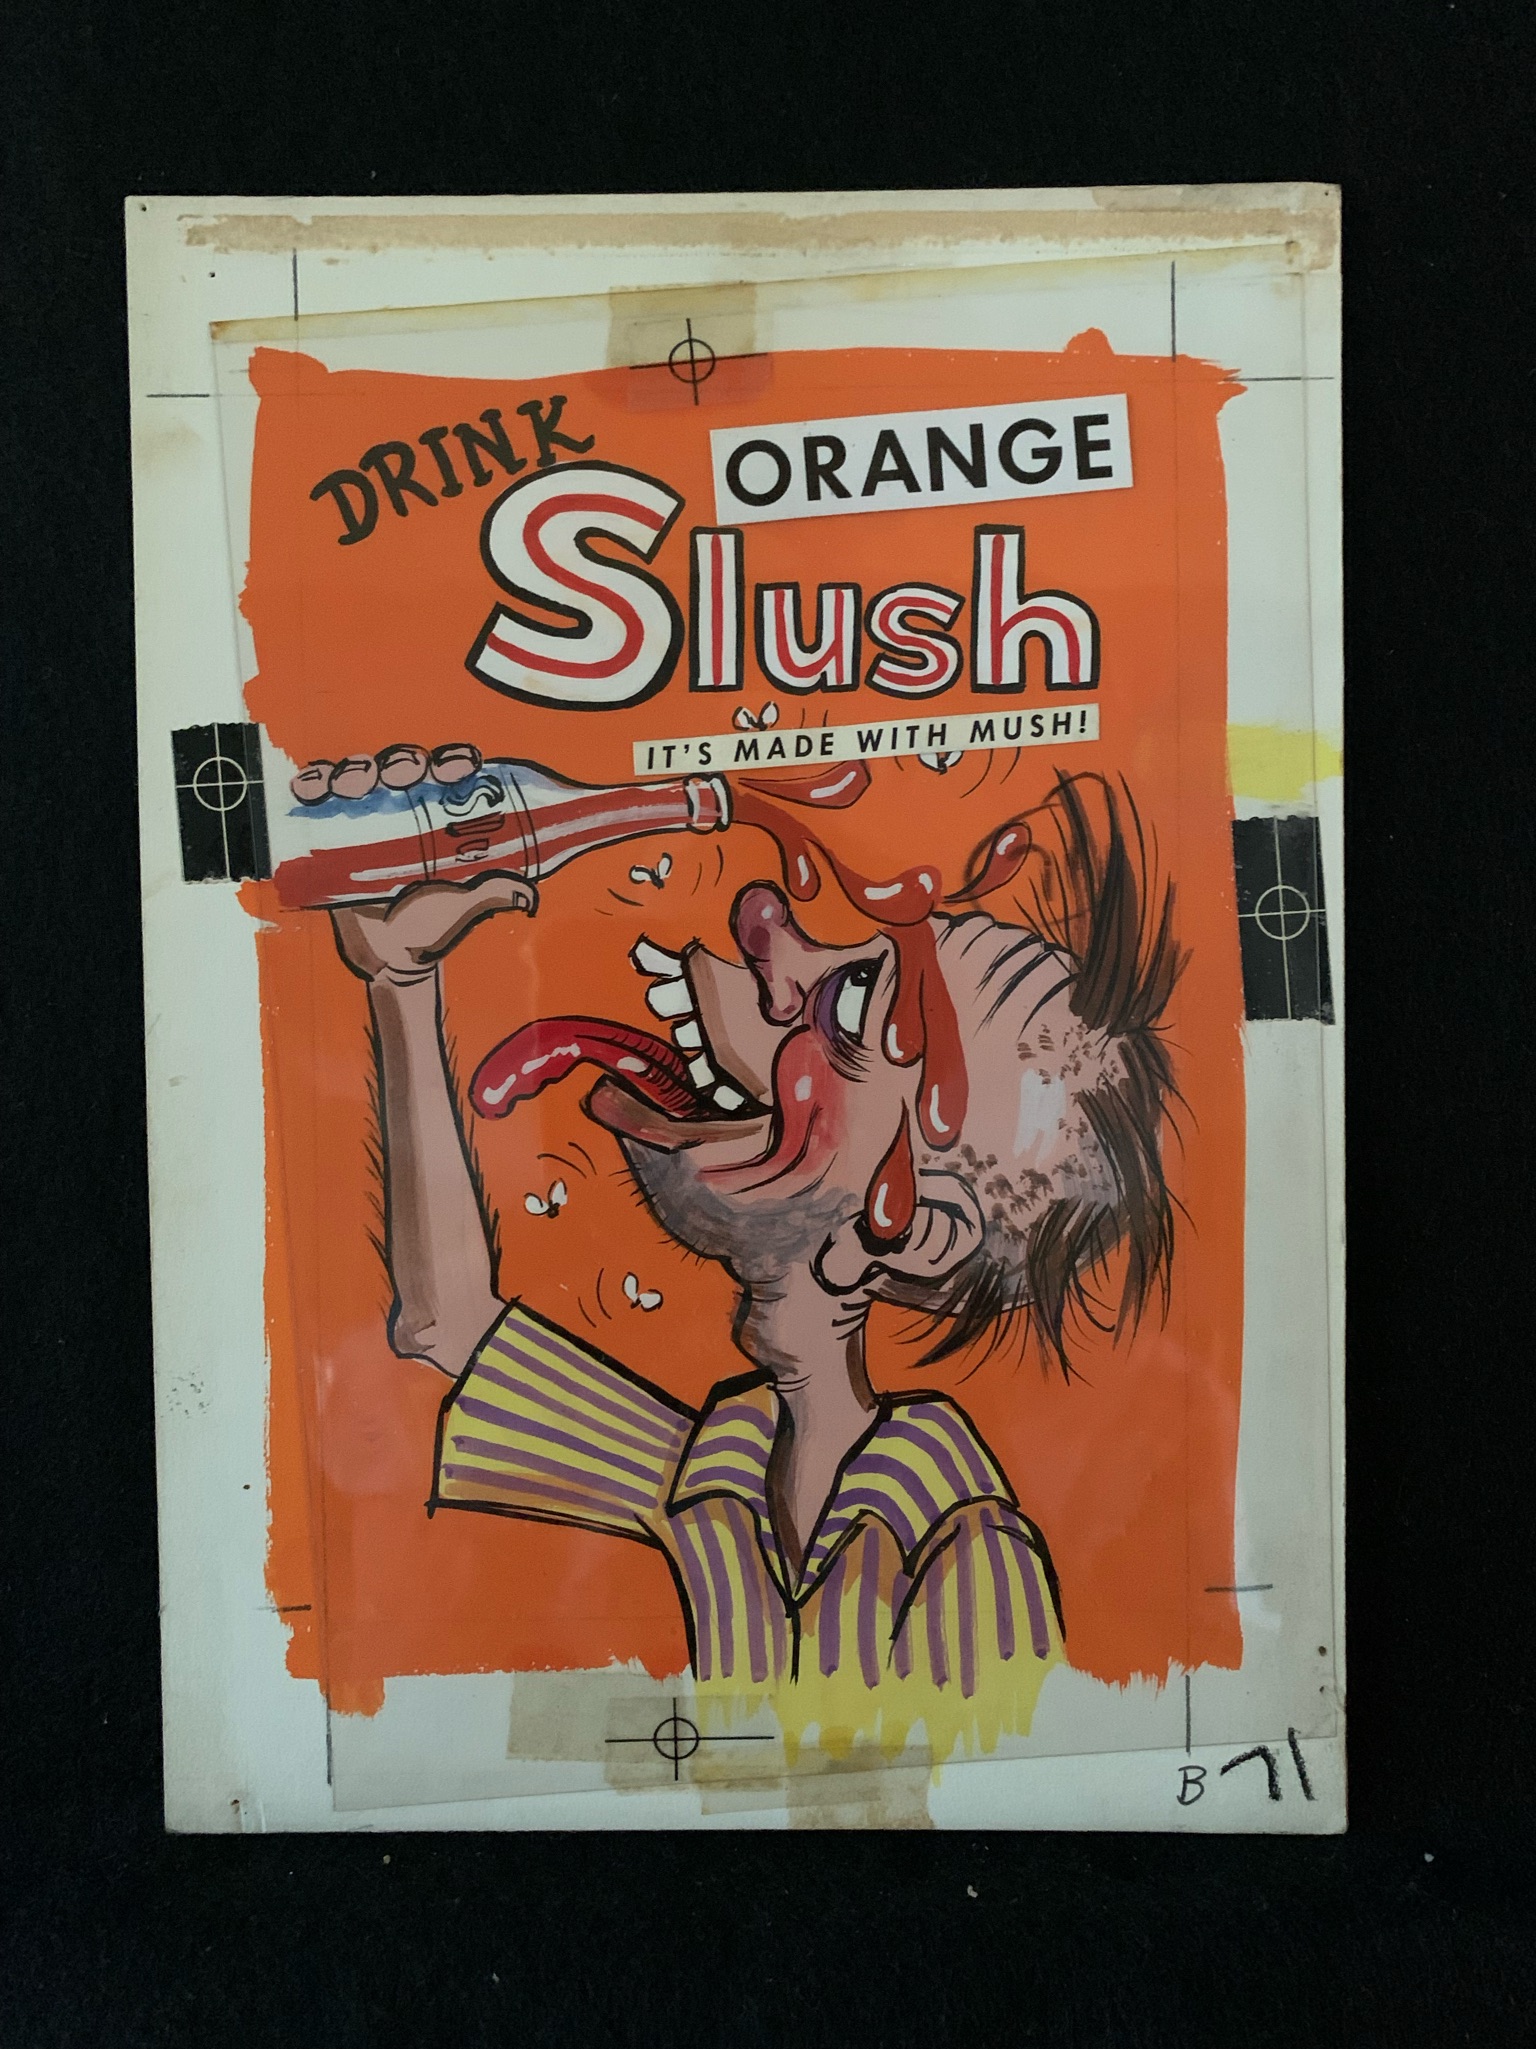 DRINK
ORANGE
Slush
IT'S MADE WITH MUSH!
B 71